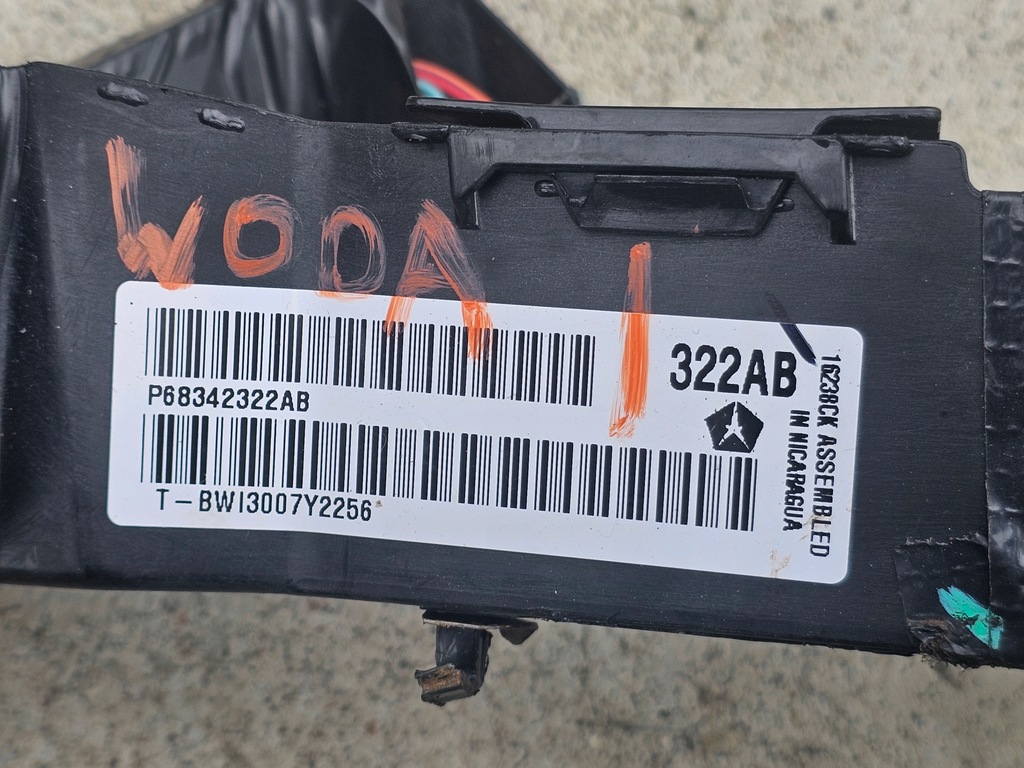 WODA 1
322AB
P68342322AB
T-BWI3007Y2256
16238CK ASSEMBLED
IN NICARAGUA